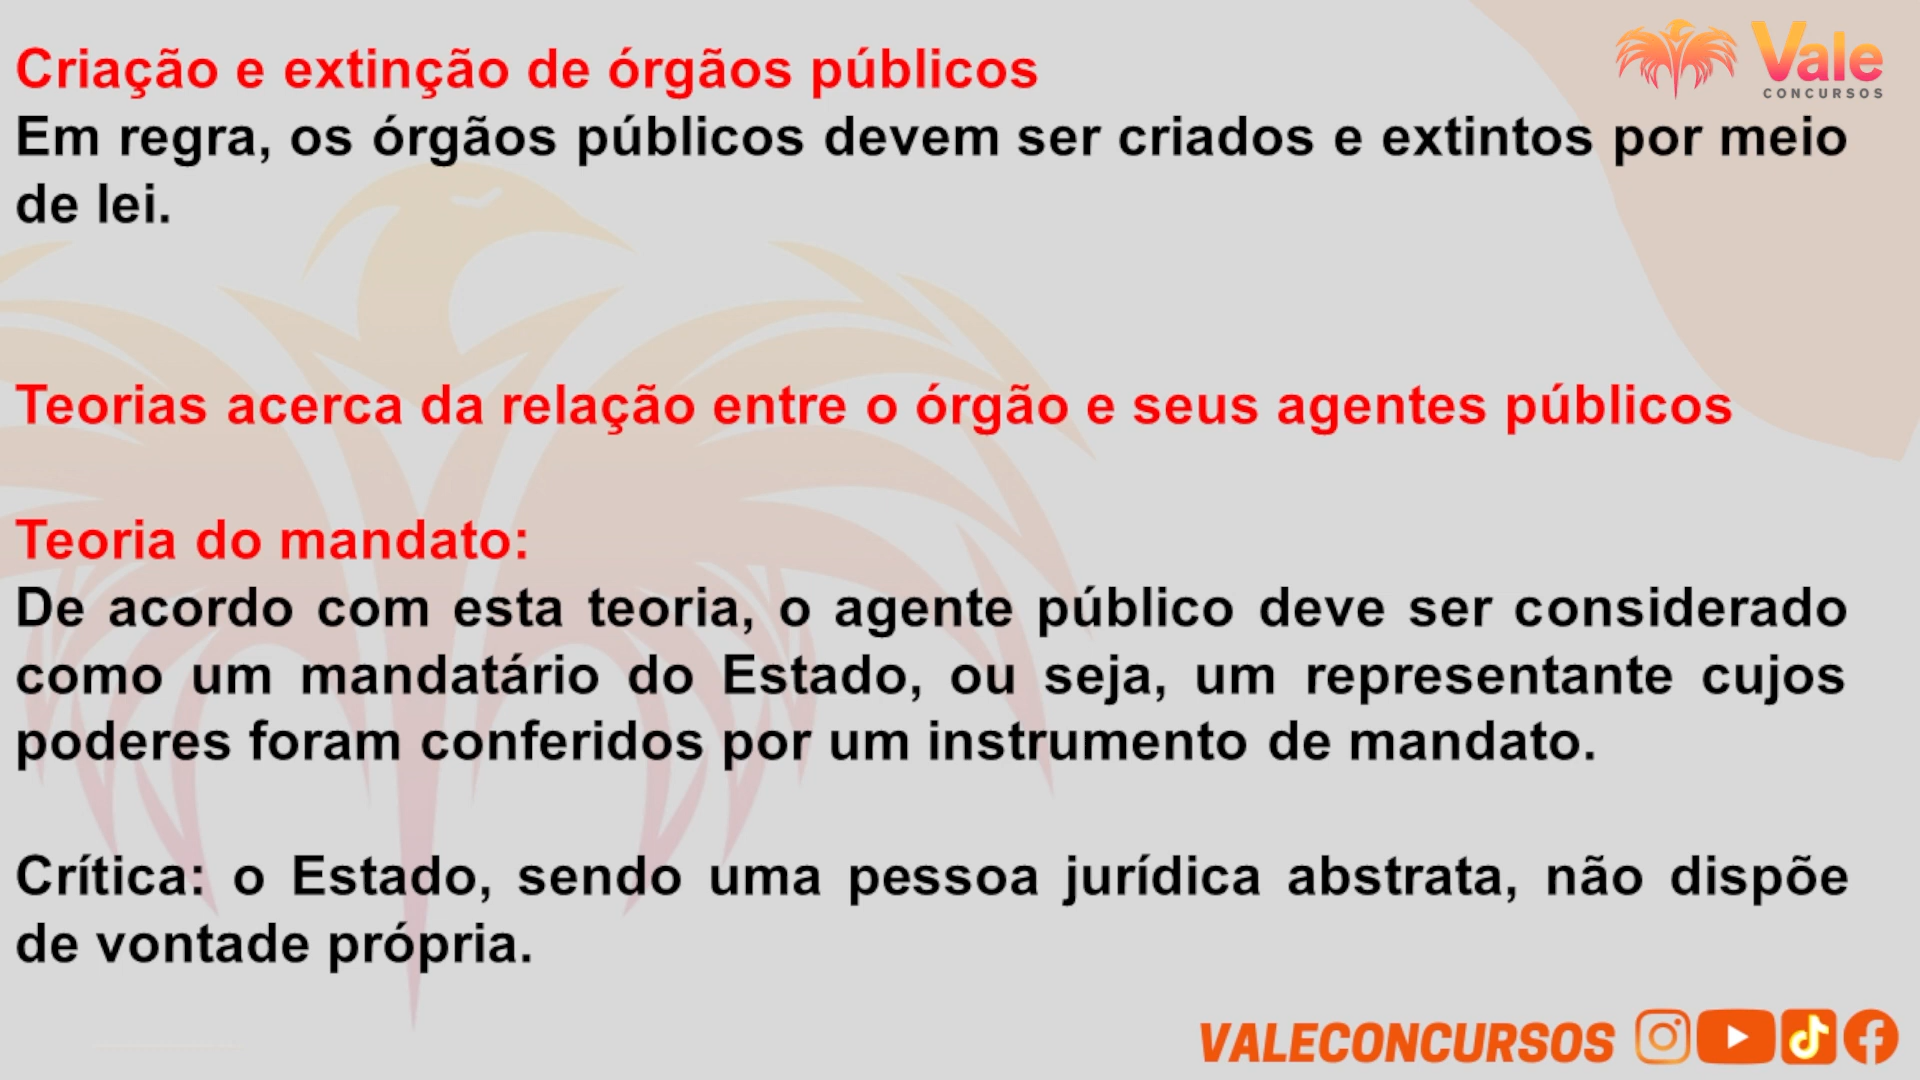 Vale
CONCURSOS
Criação e extinção de órgãos públicos
Em regra, os órgãos públicos devem ser criados e extintos por meio
de lei.
Teorias acerca da relação entre o órgão e seus agentes públicos
Teoria do mandato:
De acordo com esta teoria, o agente público deve ser considerado
como um mandatário do Estado, ou seja, um representante cujos
poderes foram conferidos por um instrumento de mandato.
Crítica: o Estado, sendo uma pessoa jurídica abstrata, não dispõe
de vontade própria.
VALECONCURSOS